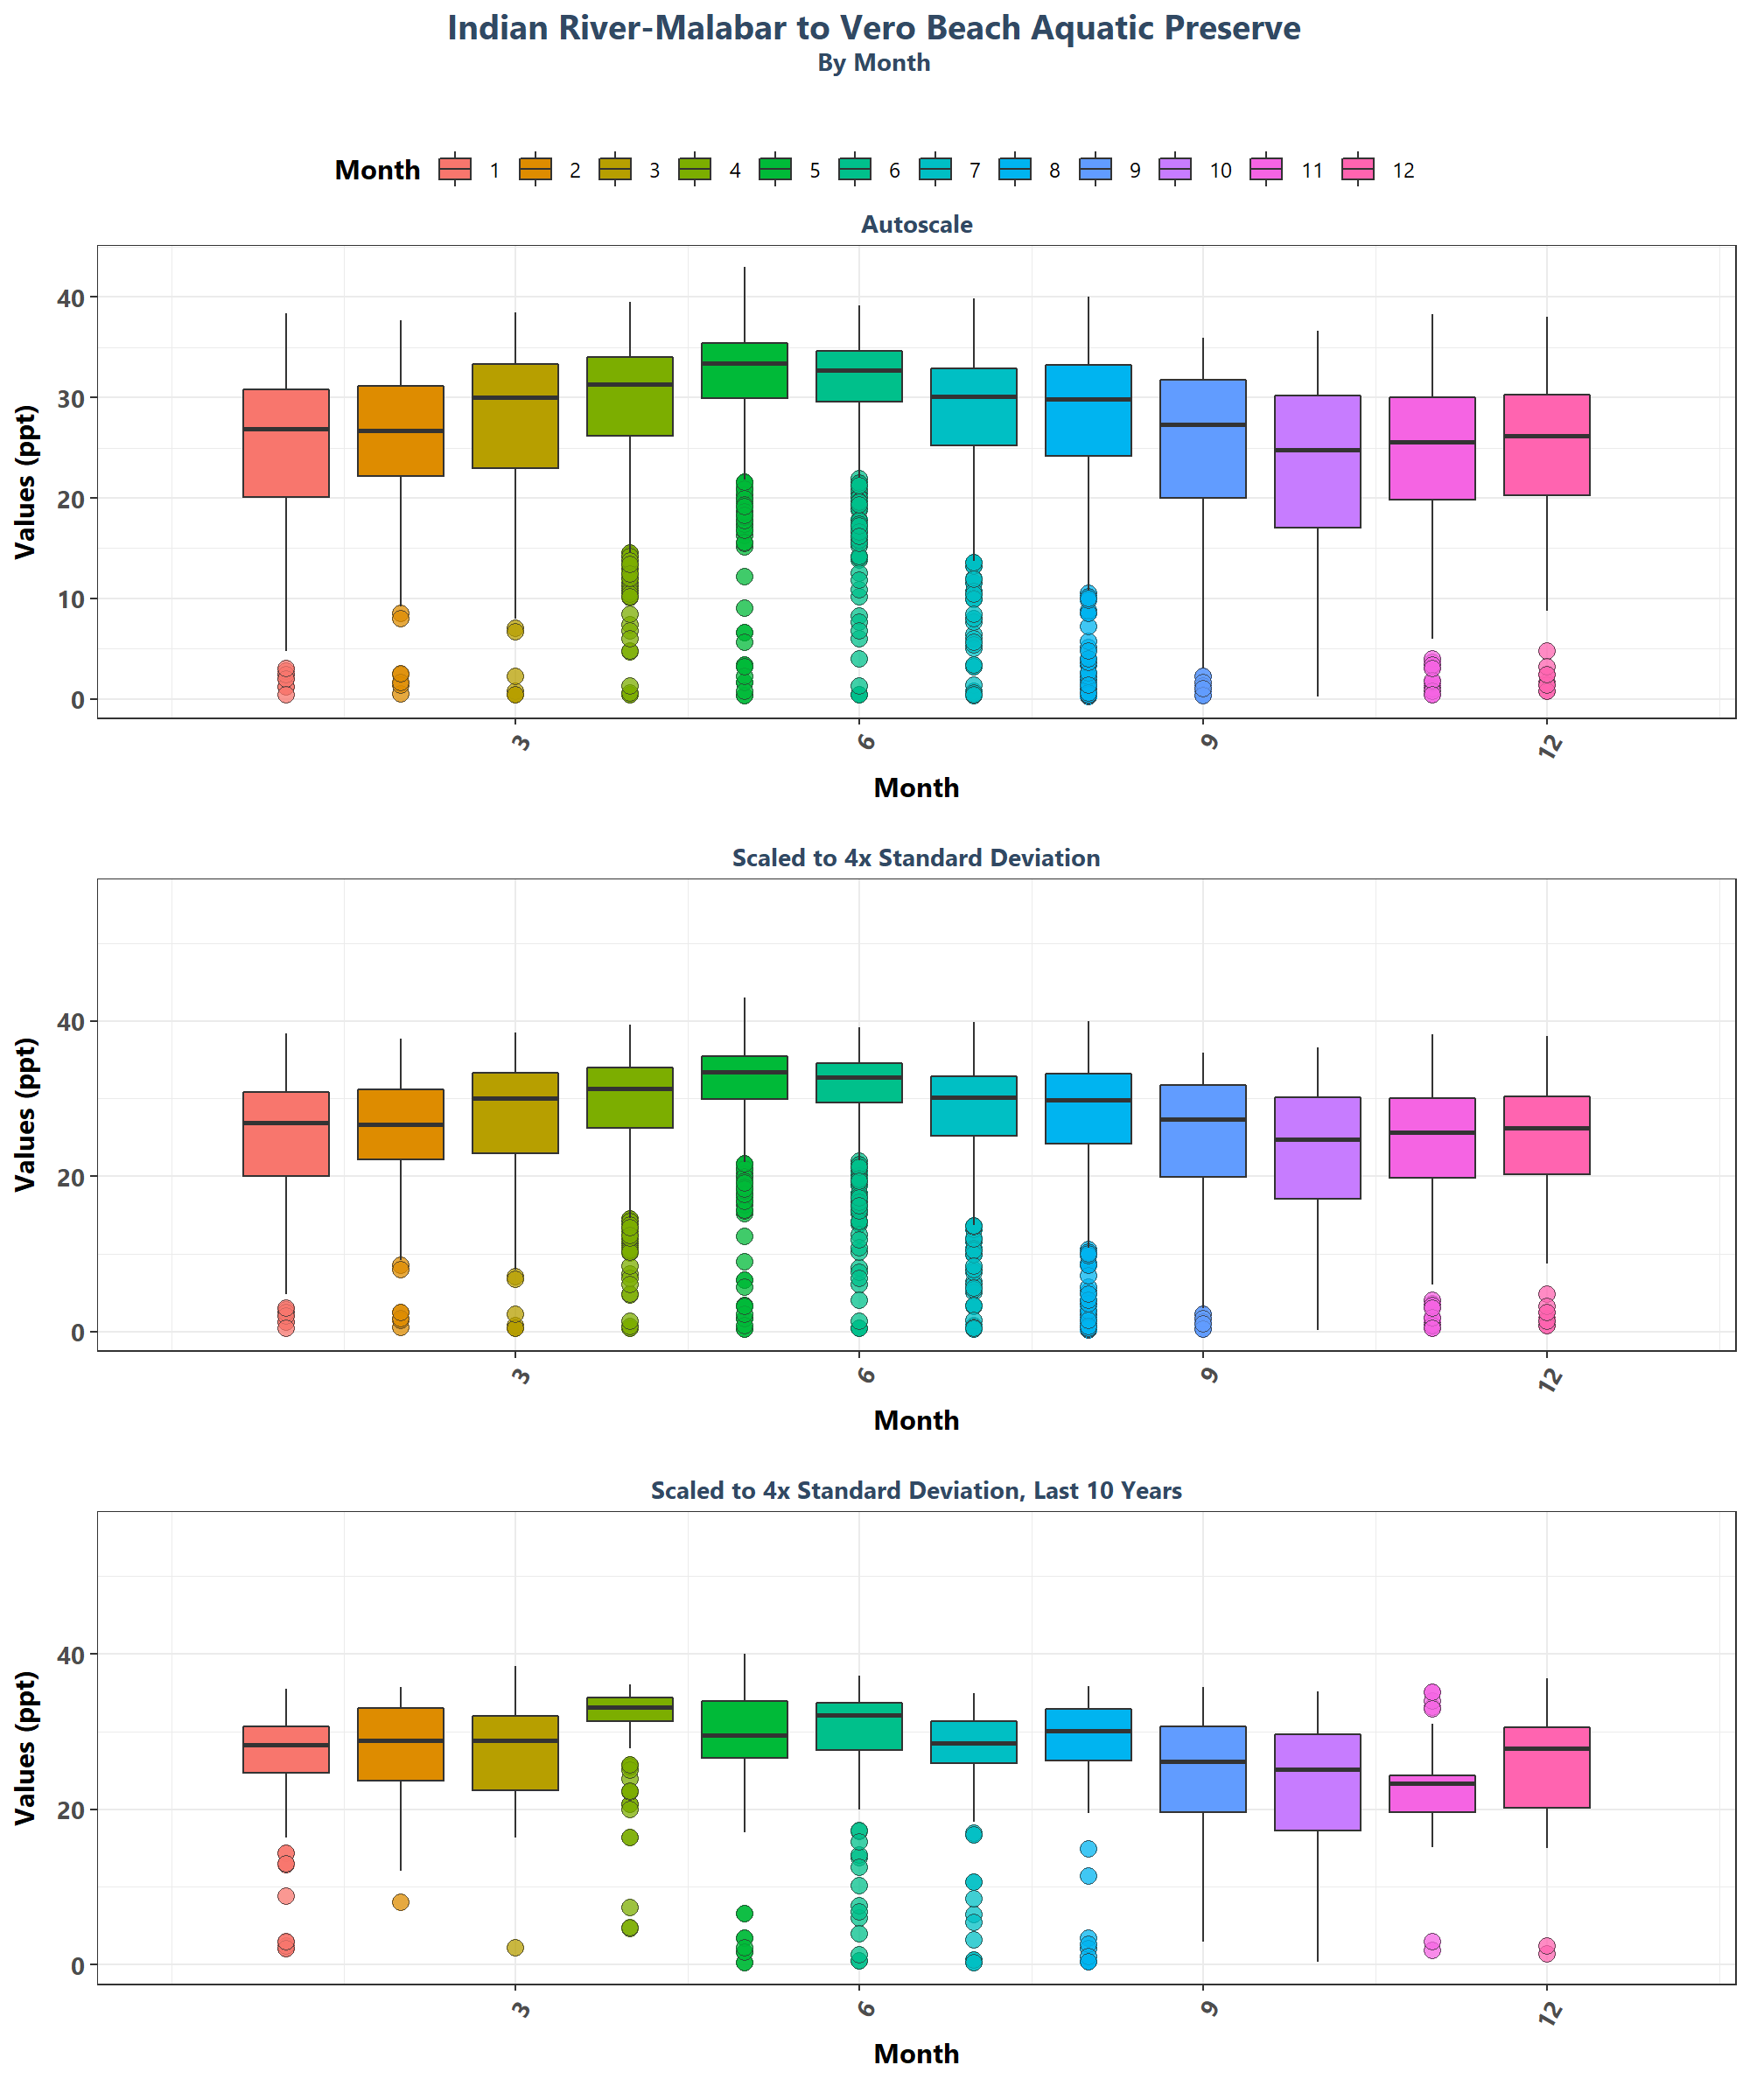 Indian River-Malabar to Vero Beach Aquatic Preserve
By Month
Month 1 2 3 4 5 6 7 8 9 10 11 12
Autoscale
Values (ppt)
40
30
20
10
0
3 6 9 12
Month
Scaled to 4x Standard Deviation
Values (ppt)
40
20
0
3 6 9 12
Month
Scaled to 4x Standard Deviation, Last 10 Years
Values (ppt)
40
20
0
3 6 9 12
Month